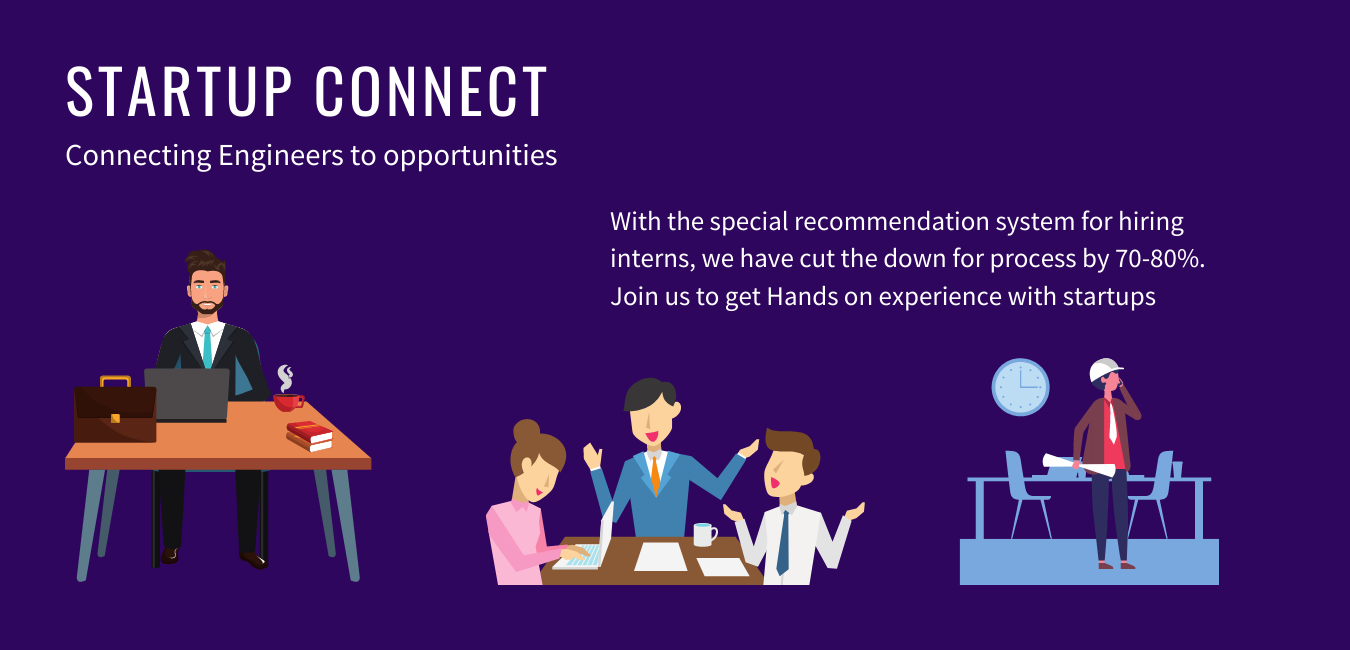 STARTUP CONNECT
Connecting Engineers to opportunities
With the special recommendation system for hiring
interns, we have cut the down for process by 70-80%.
Join us to get Hands on experience with startups